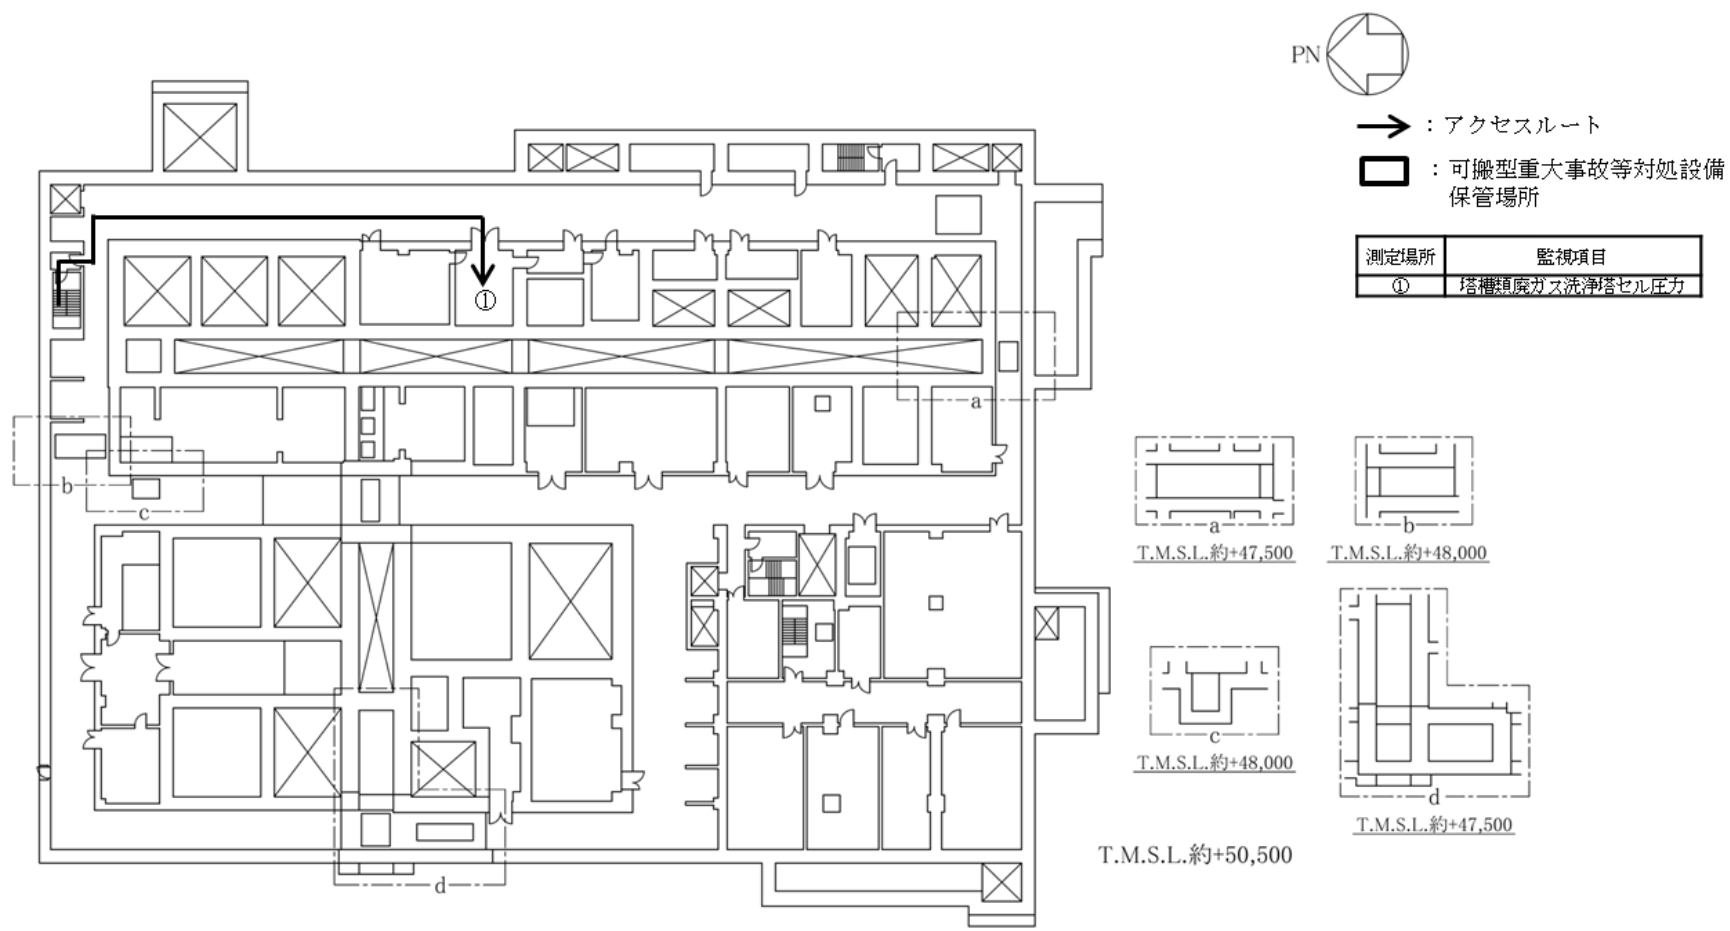 PN
：アクセスルート
：可搬型重大事故等対処設備
保管場所
測定場所 監視項目
① 塔槽類廃ガス洗浄塔セル圧力
①
a
b
c
d
a
T.M.S.L.約+47,500
b
T.M.S.L.約+48,000
c
T.M.S.L.約+48,000
d
T.M.S.L.約+47,500
T.M.S.L.約+50,500